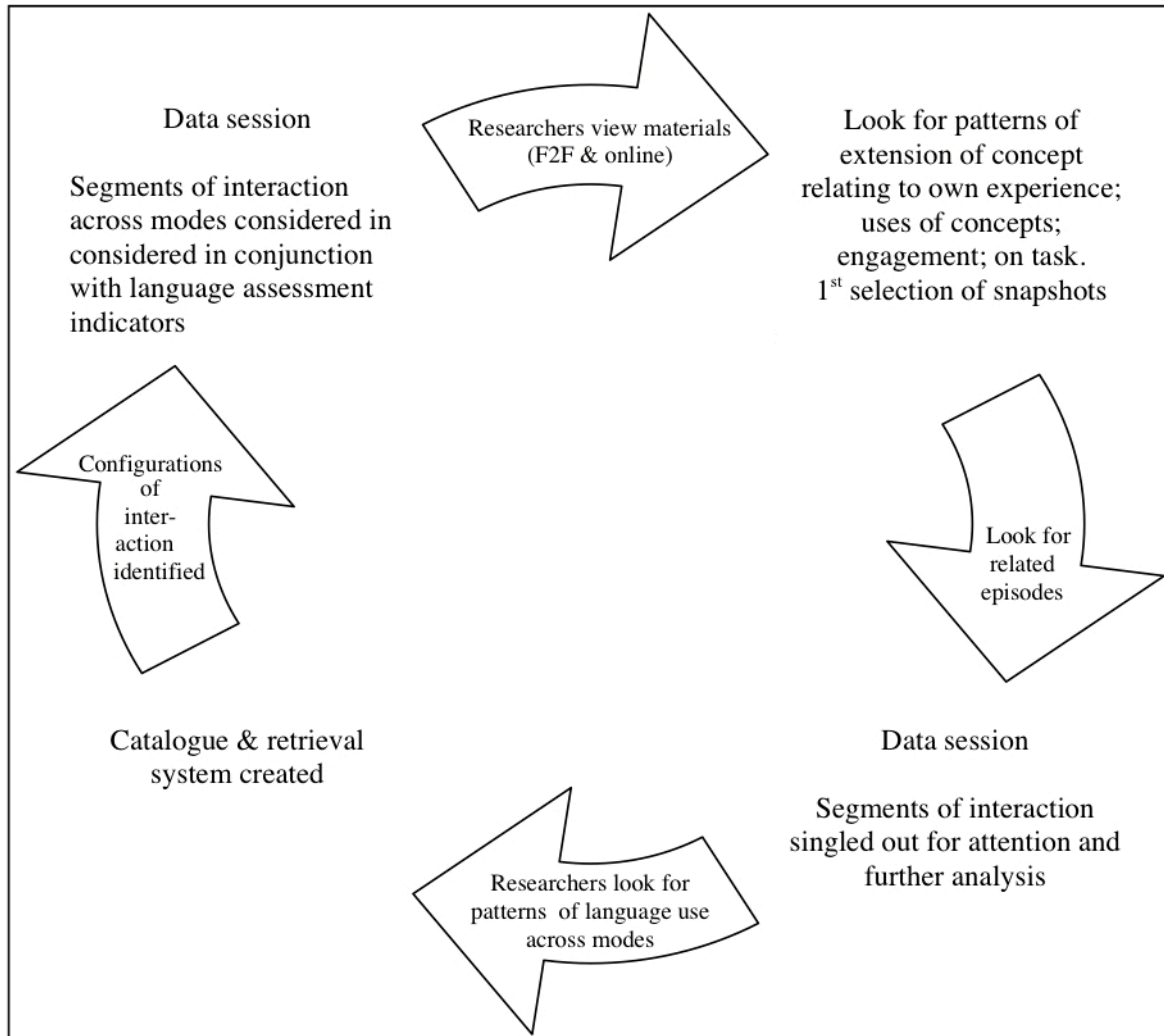 Data session
Segments of interaction
across modes considered in
considered in conjunction
with language assessment
indicators
Researchers view materials
(F2F & online)
Look for patterns of
extension of concept
relating to own experience;
uses of concepts;
engagement; on task.
1st selection of snapshots
Look for
related
episodes
Data session
Segments of interaction
singled out for attention and
further analysis
Researchers look for
patterns of language use
across modes
Catalogue & retrieval
system created
Configurations
of
inter-
action
identified